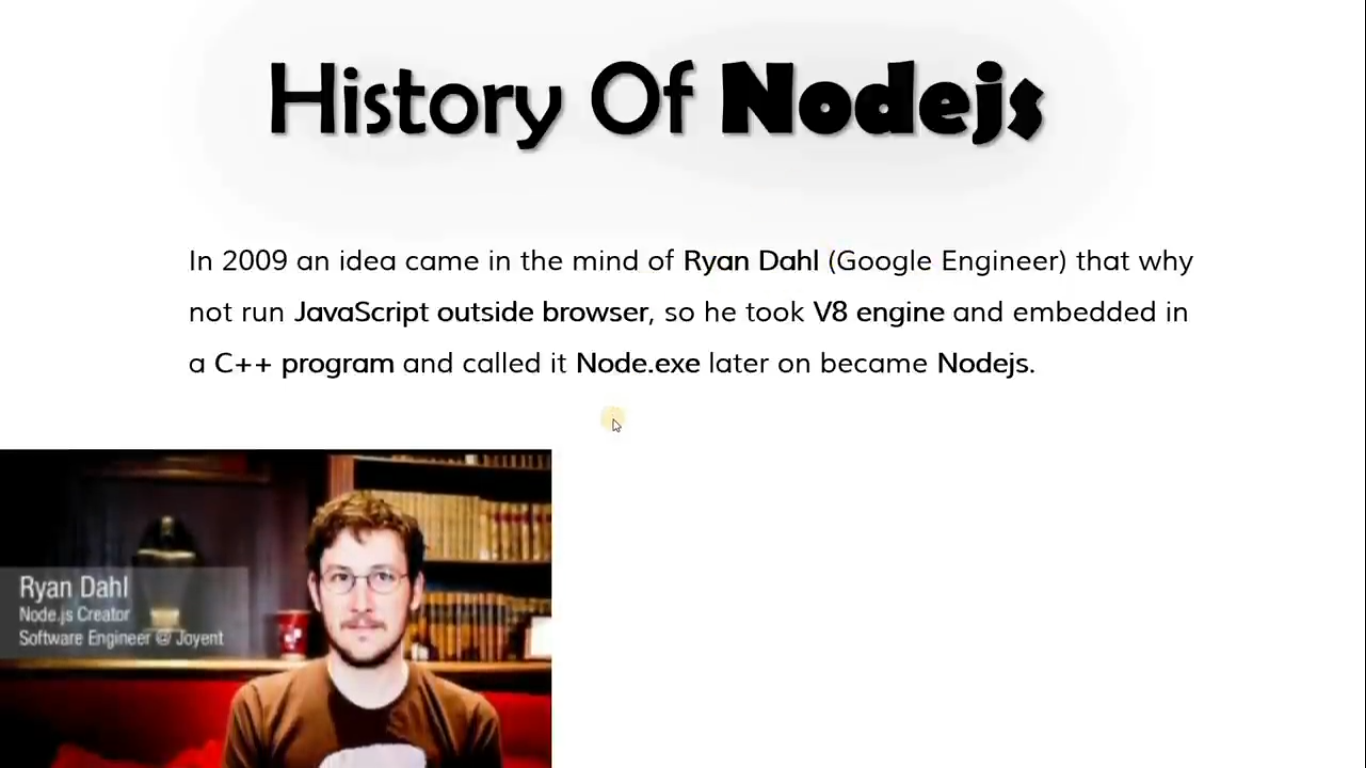 History Of Nodejs
In 2009 an idea came in the mind of Ryan Dahl (Google Engineer) that why
not run JavaScript outside browser, so he took V8 engine and embedded in
a C++ program and called it Node.exe later on became Nodejs.
Ryan Dahl
Node.js Creator
Software Engineer @ Joyent